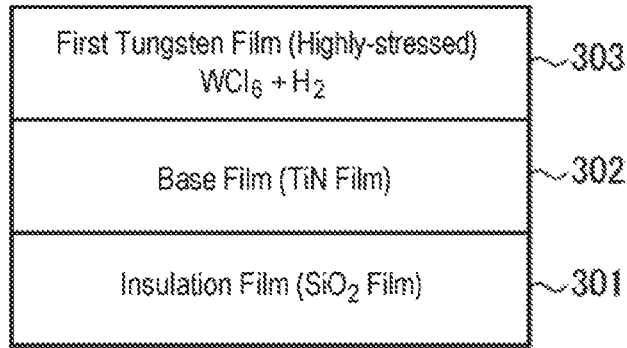 First Tungsten Film (Highly-stressed)
WCl₆ + H₂
303
Base Film (TiN Film)
302
Insulation Film (SiO₂ Film)
301